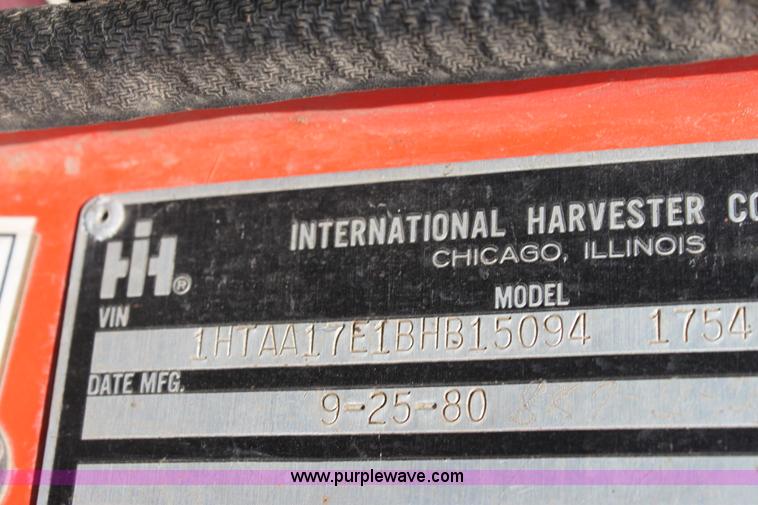 INTERNATIONAL HARVESTER CO
CHICAGO, ILLINOIS
IH®
VIN MODEL
1HTAA17E1BHB15094 1754
DATE MFG.
9-25-80
www.purplewave.com